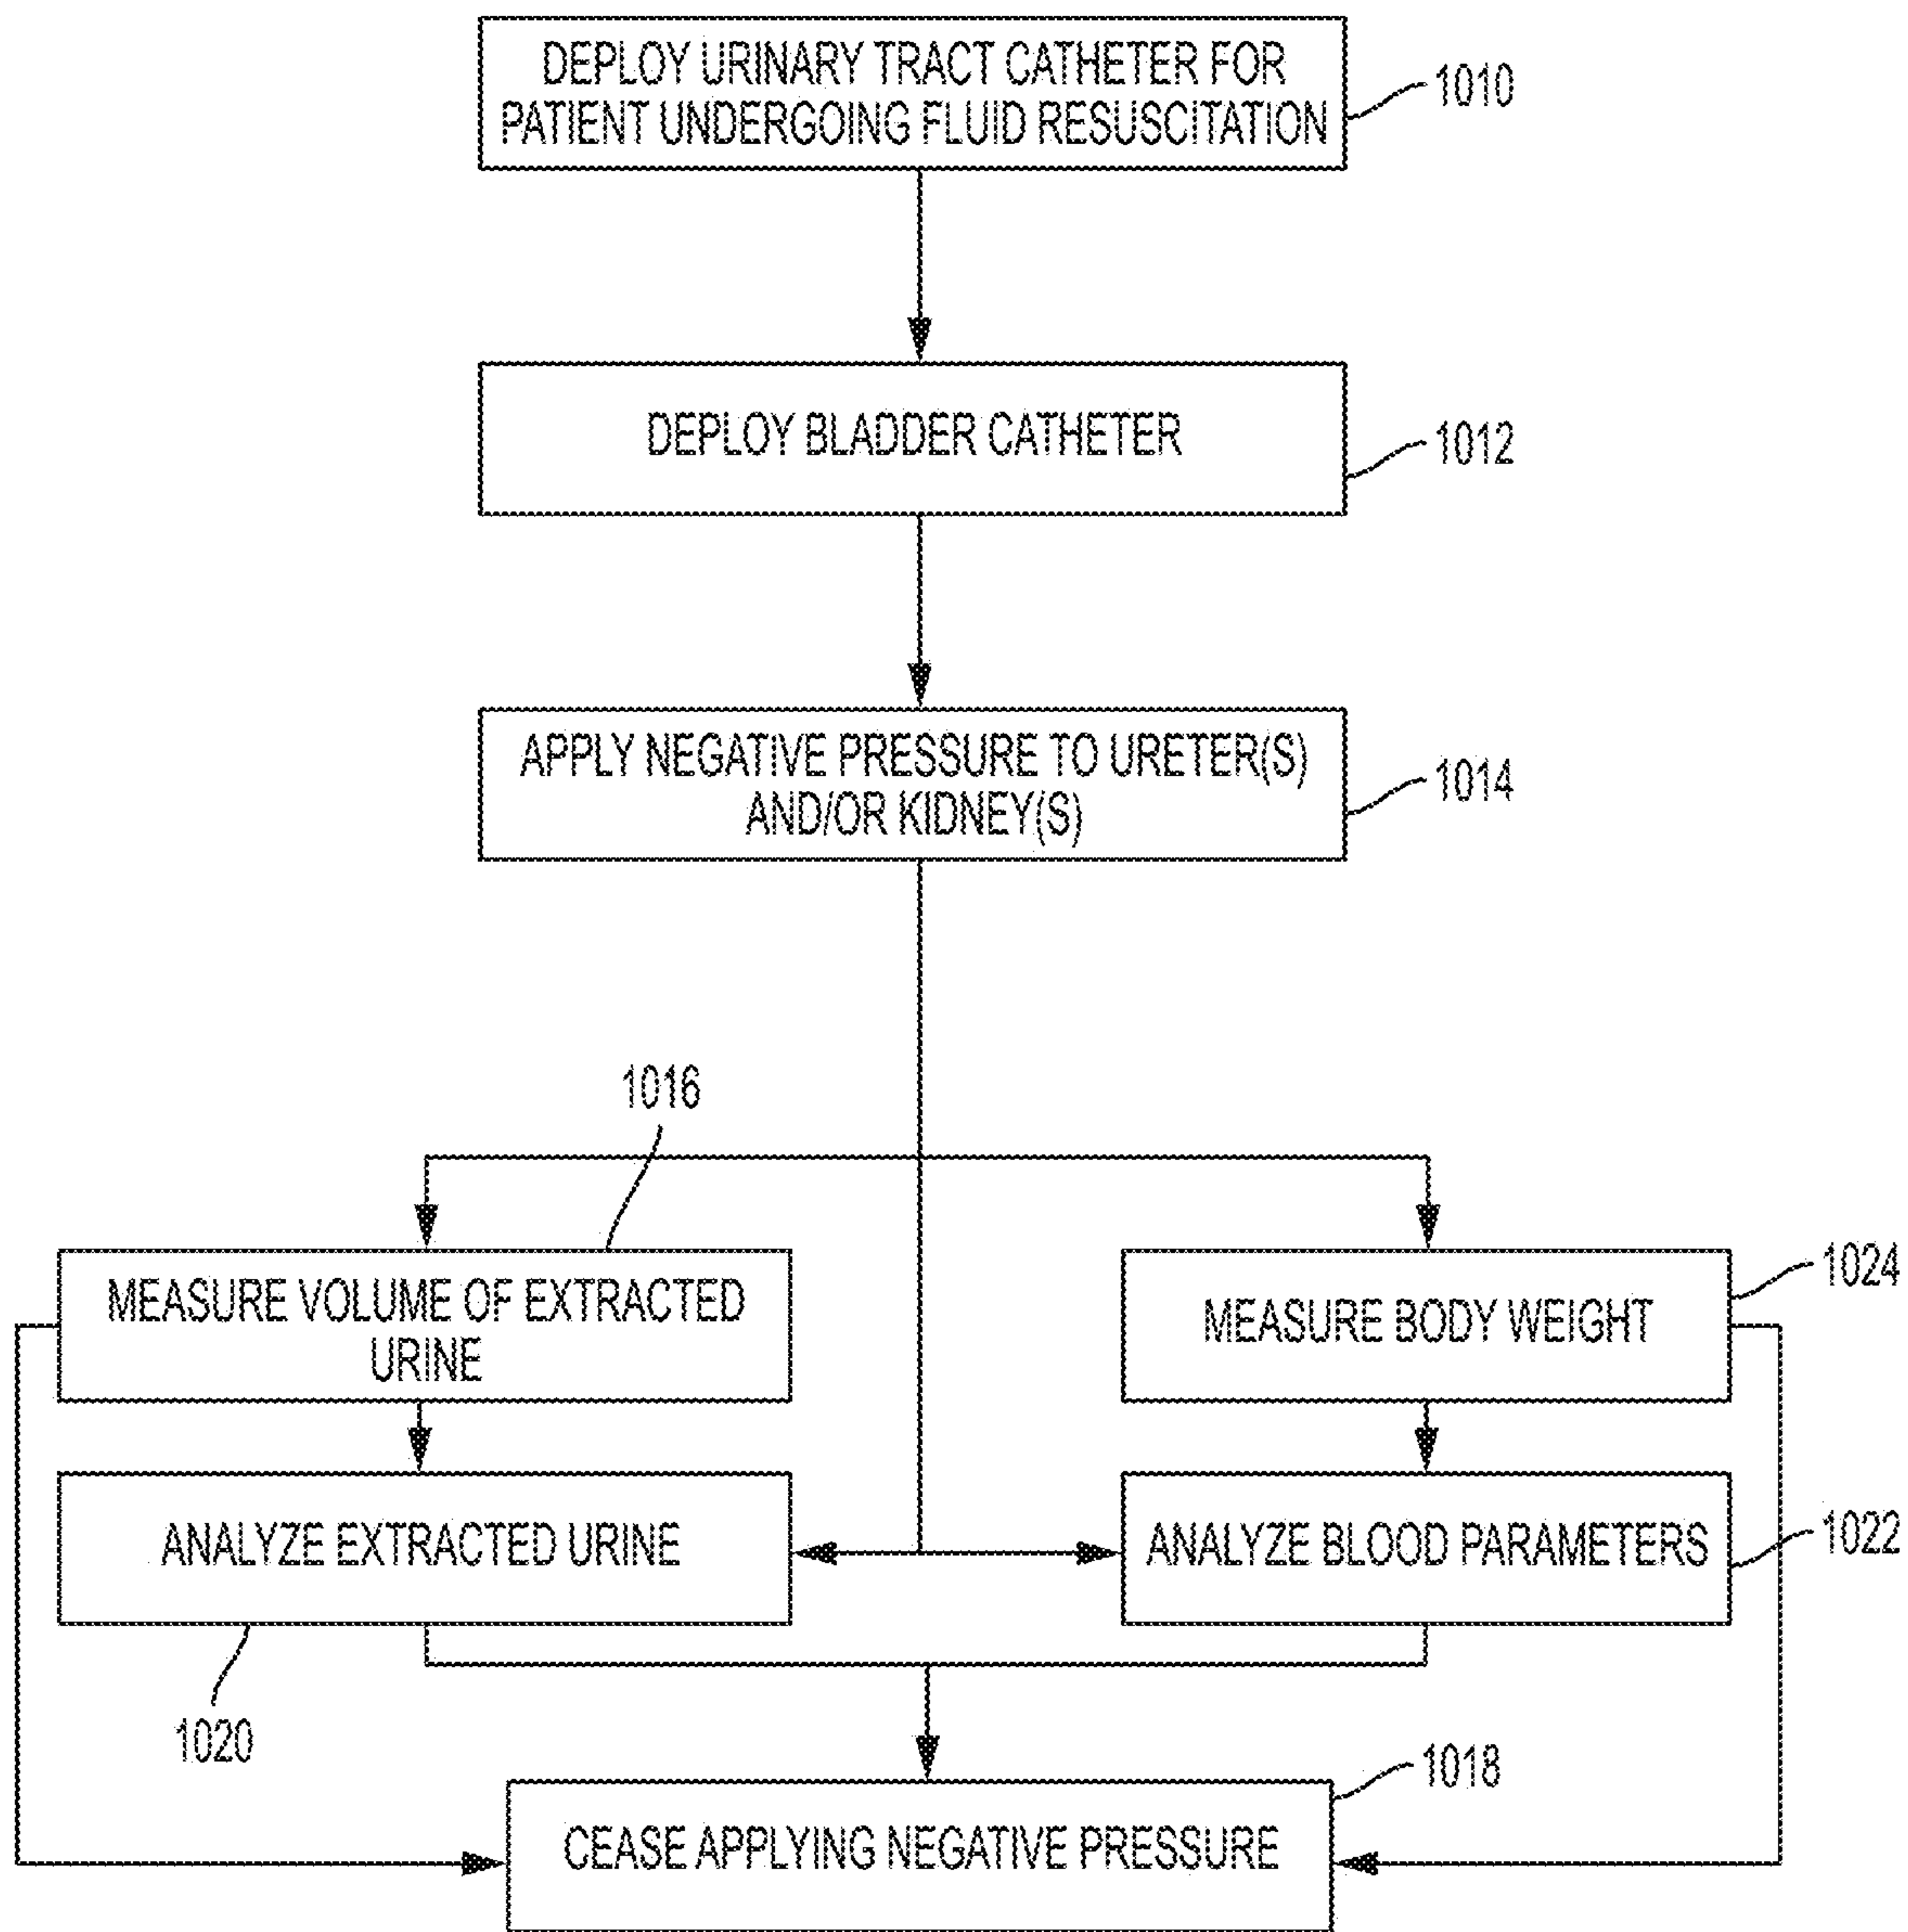 DEPLOY URINARY TRACT CATHETER FOR
PATIENT UNDERGOING FLUID RESUSCITATION
1010
DEPLOY BLADDER CATHETER
1012
APPLY NEGATIVE PRESSURE TO URETER(S)
AND/OR KIDNEY(S)
1014
1016
MEASURE VOLUME OF EXTRACTED
URINE
MEASURE BODY WEIGHT
1024
ANALYZE EXTRACTED URINE
ANALYZE BLOOD PARAMETERS
1022
1020
1018
CEASE APPLYING NEGATIVE PRESSURE